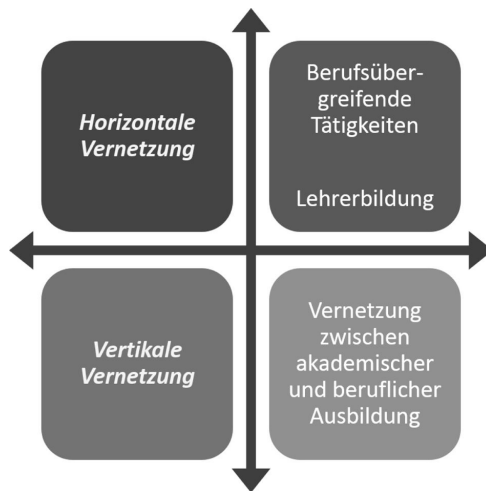 Horizontale
Vernetzung
Berufsüber-
greifende
Tätigkeiten
Lehrerbildung
Vertikale
Vernetzung
Vernetzung
zwischen
akademischer
und beruflicher
Ausbildung